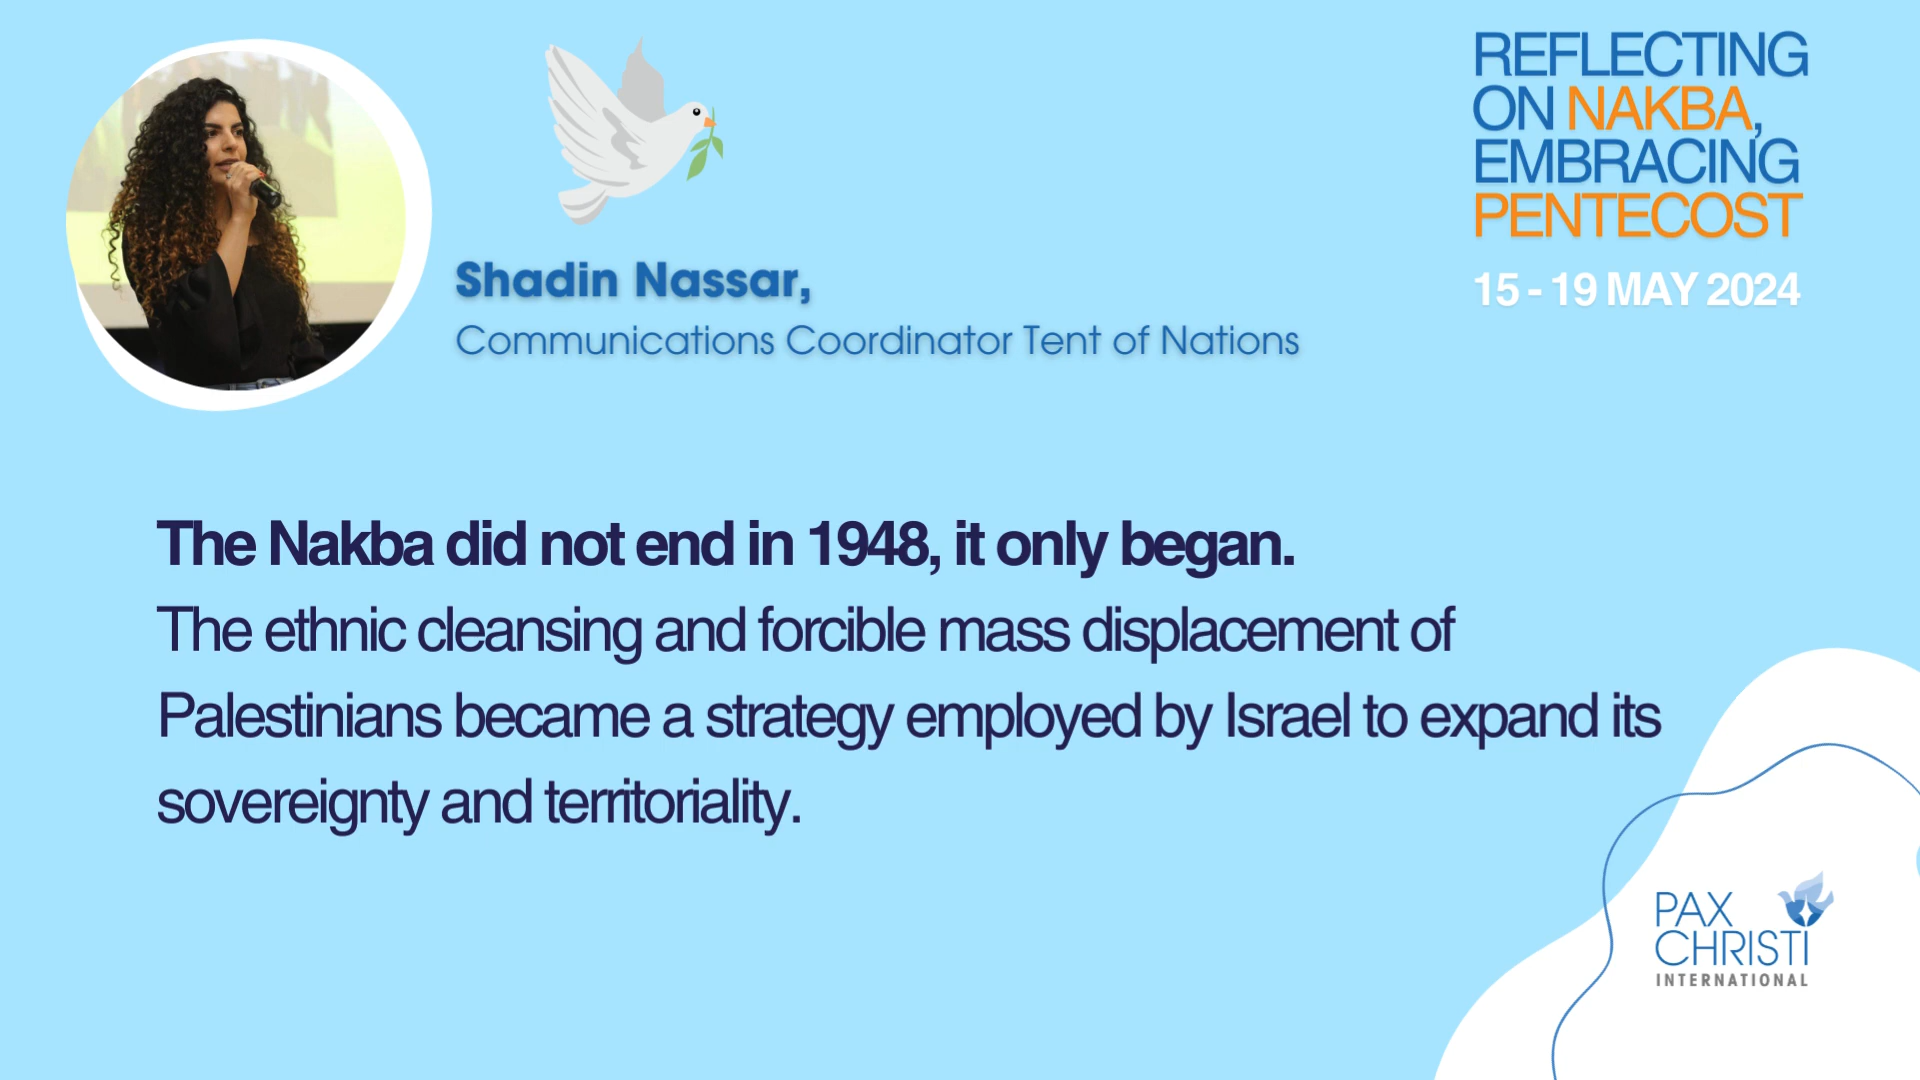 Shadin Nassar,
Communications Coordinator Tent of Nations
REFLECTING
ON NAKBA,
EMBRACING
PENTECOST
15 - 19 MAY 2024
The Nakba did not end in 1948, it only began.
The ethnic cleansing and forcible mass displacement of
Palestinians became a strategy employed by Israel to expand its
sovereignty and territoriality.
PAX
CHRISTI
INTERNATIONAL